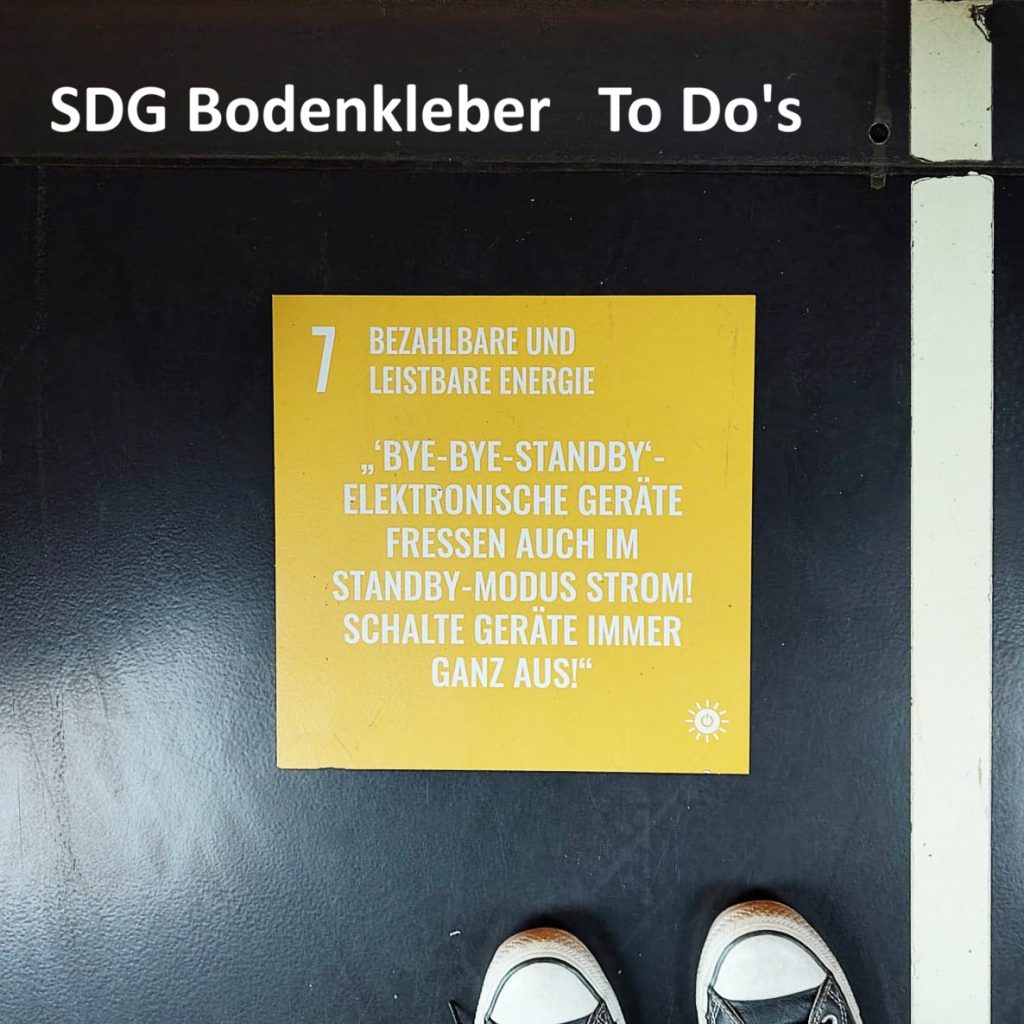 SDG Bodenkleber   To Do's
7 BEZAHLBARE UND
LEISTBARE ENERGIE
„‘BYE-BYE-STANDBY‘-
ELEKTRONISCHE GERÄTE
FRESSEN AUCH IM
STANDBY-MODUS STROM!
SCHALTE GERÄTE IMMER
GANZ AUS!“